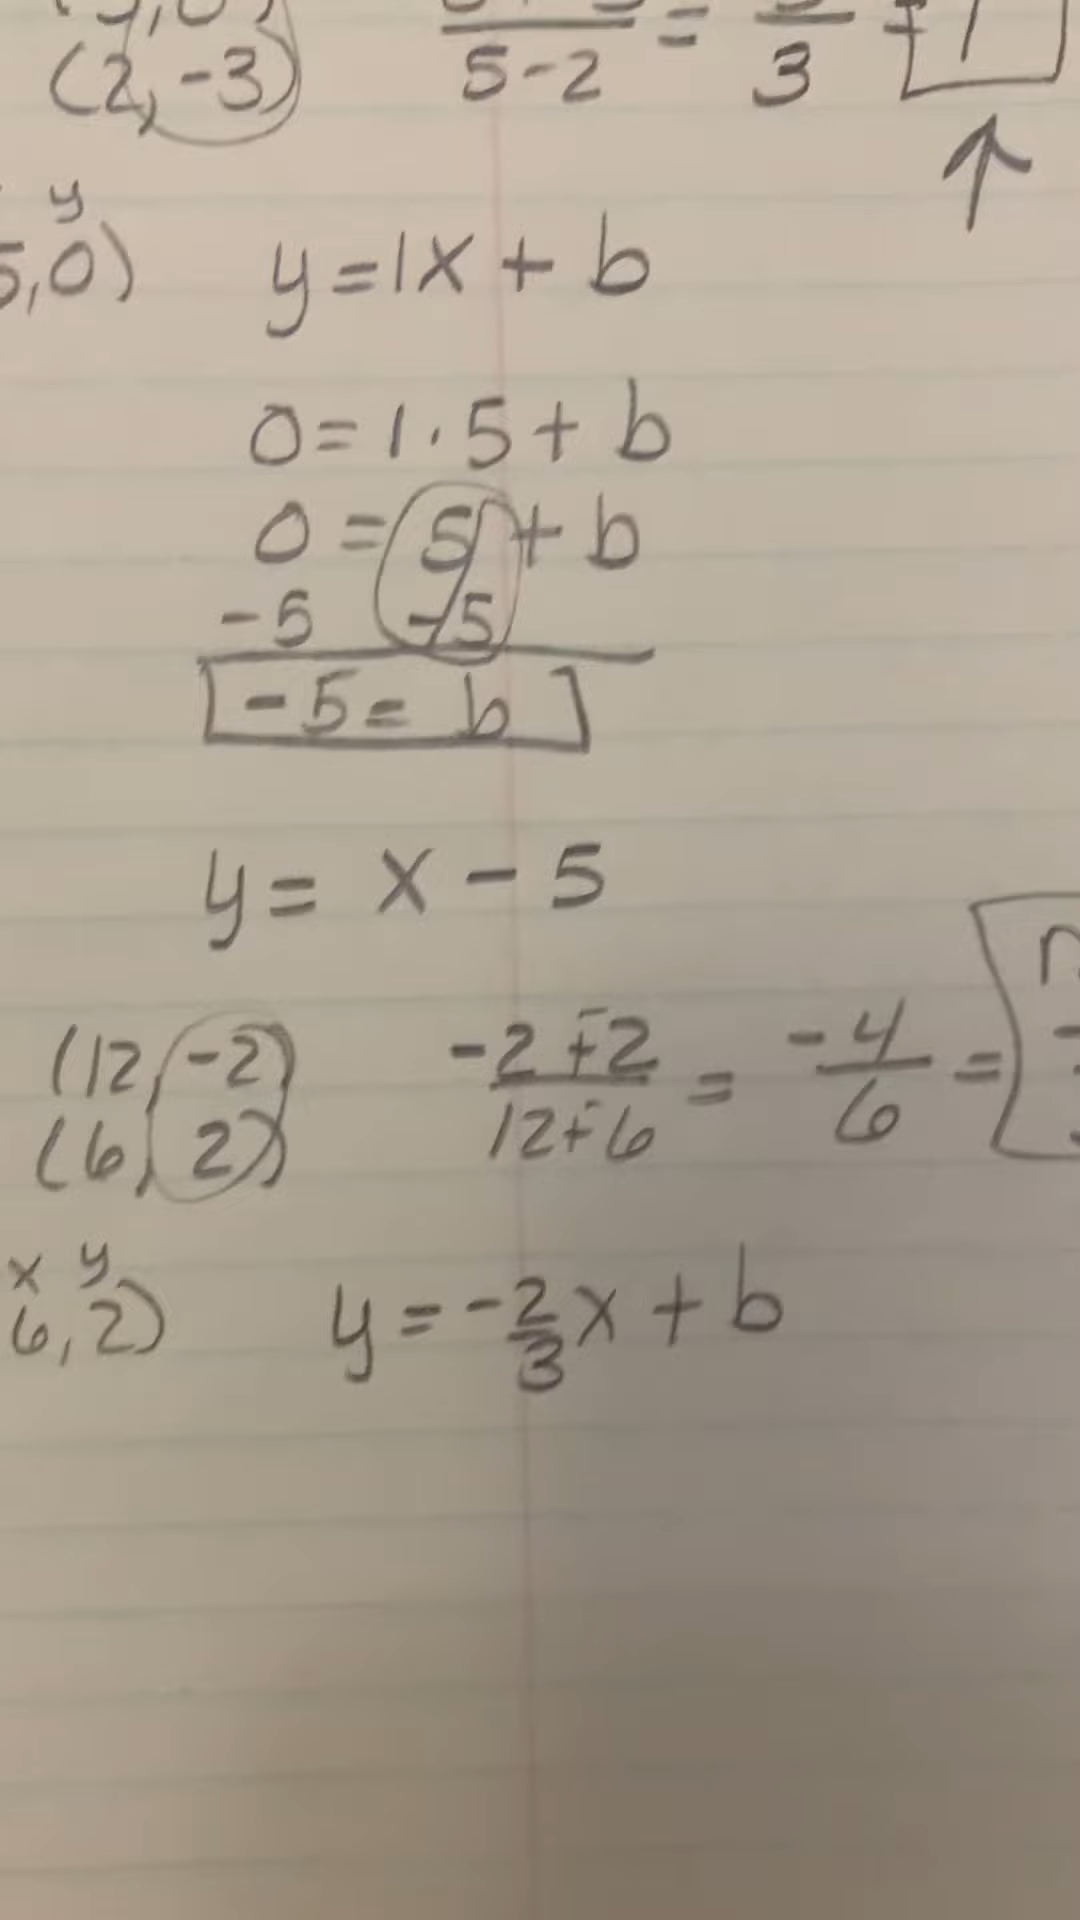 (2,-3) 5-2 = 3 = 1
y
5,0) y=1x + b
0=1·5+ b
0 = 5 + b
-5 -5
-5= b
y= x - 5
(12,-2) -2+-2 / 12+-6 = -4/6 =
(6, 2)
x y
6,2) y=-2/3x + b